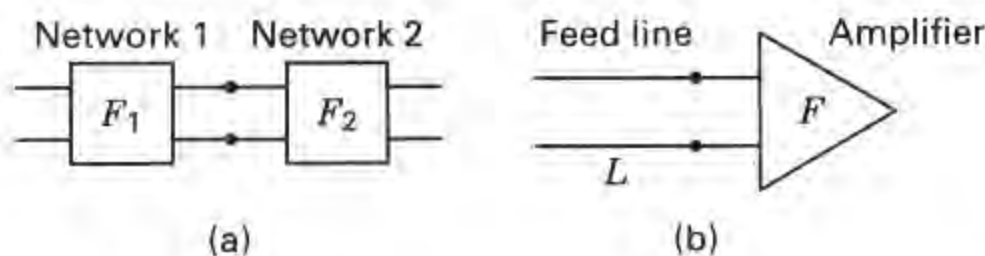 Network 1 Network 2 Feed line Amplifier
F₁ F₂ F
L
(a) (b)